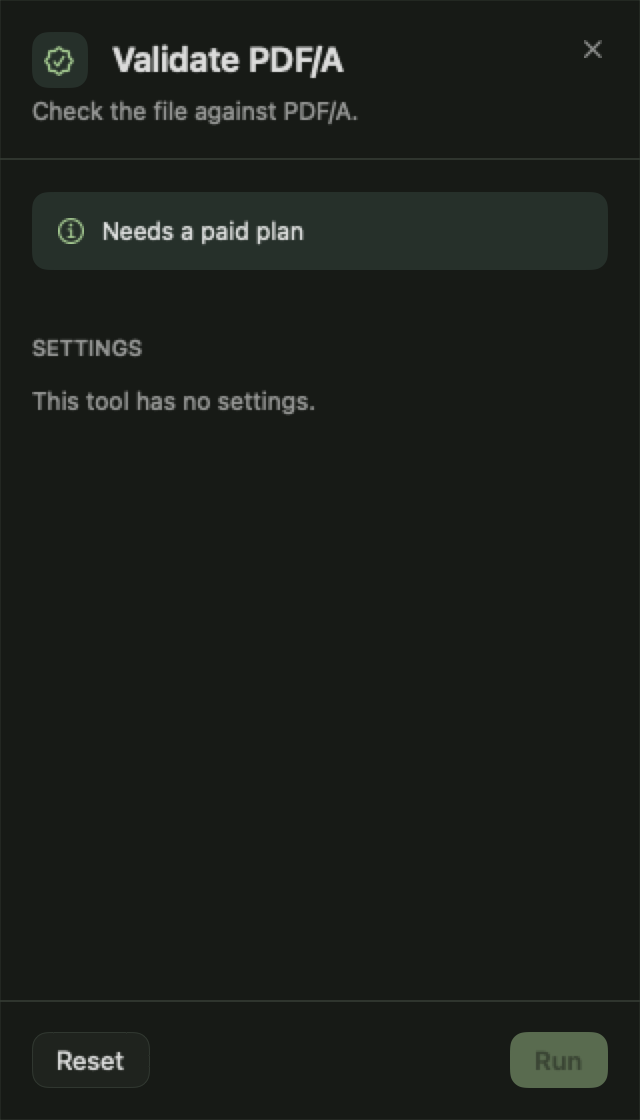 Validate PDF/A
Check the file against PDF/A.
Needs a paid plan
SETTINGS
This tool has no settings.
Reset
Run